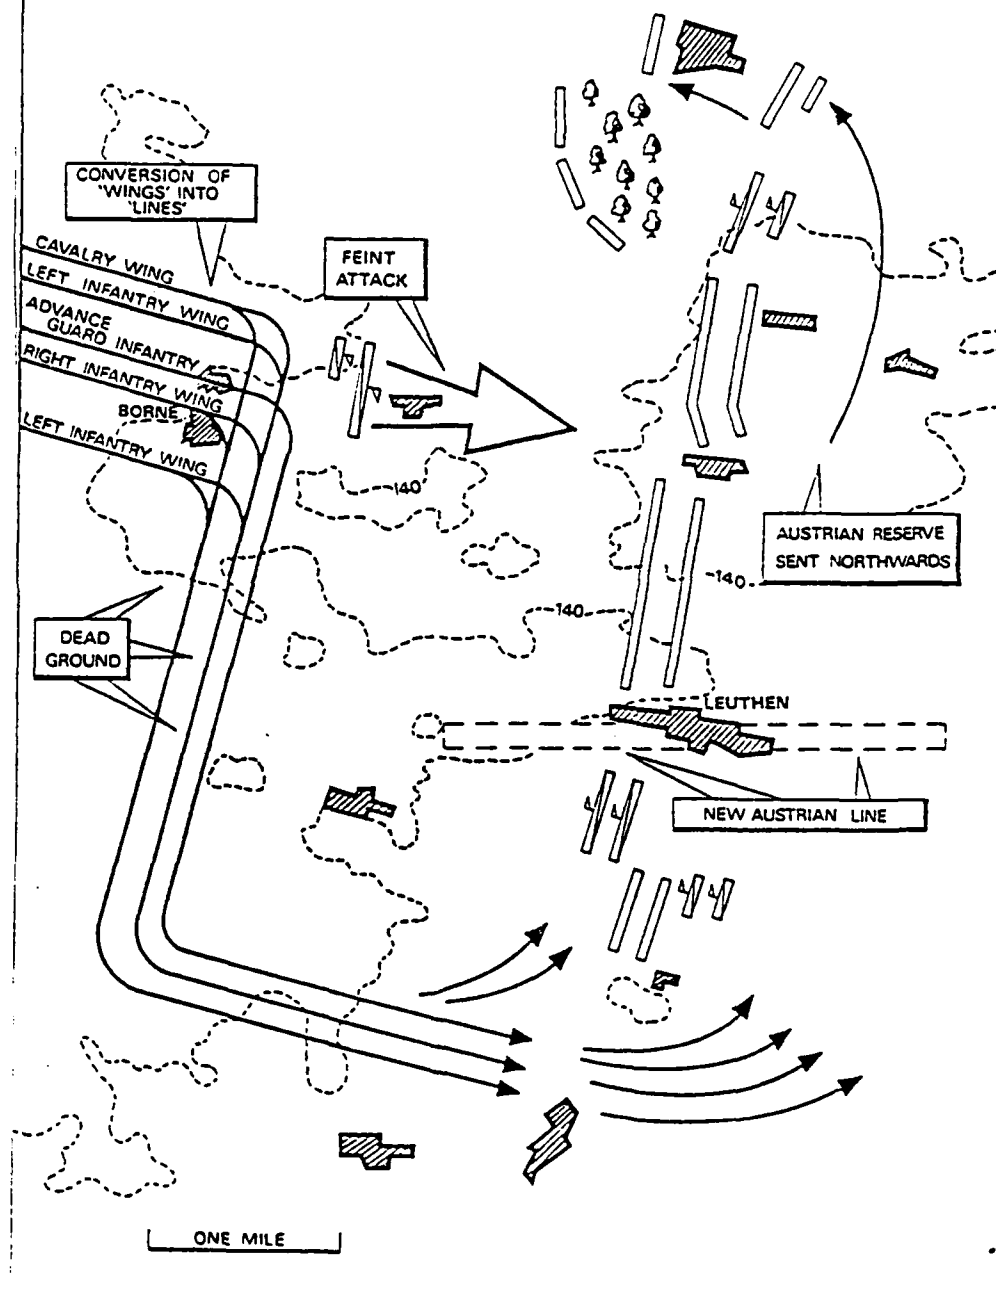 CONVERSION OF
'WINGS' INTO
'LINES'
CAVALRY WING
LEFT INFANTRY WING
ADVANCE
GUARD INFANTRY
RIGHT INFANTRY WING
BORNE
LEFT INFANTRY WING
FEINT
ATTACK
140
AUSTRIAN RESERVE
SENT NORTHWARDS
140
140
DEAD
GROUND
LEUTHEN
NEW AUSTRIAN LINE
ONE MILE